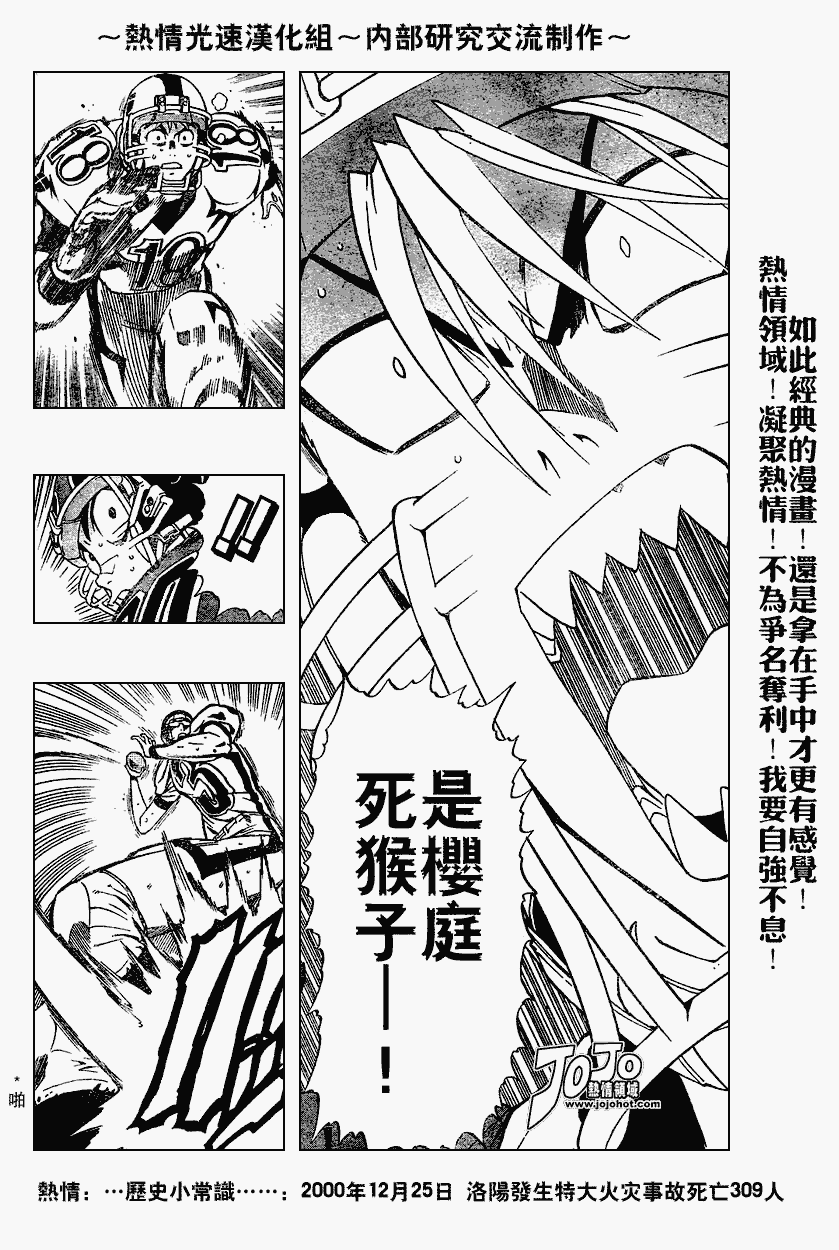 ～熱情光速漢化組～內部研究交流制作～
如此經典的漫畫！還是拿在手中才更有感覺！
熱情領域！凝聚熱情！不為爭名奪利！我要自強不息！
是櫻庭
死猴子——！
!!
18
16
19
JOJO
熱情領域
www.jojohot.com
*啪
熱情：…歷史小常識……：2000年12月25日 洛陽發生特大火灾事故死亡309人